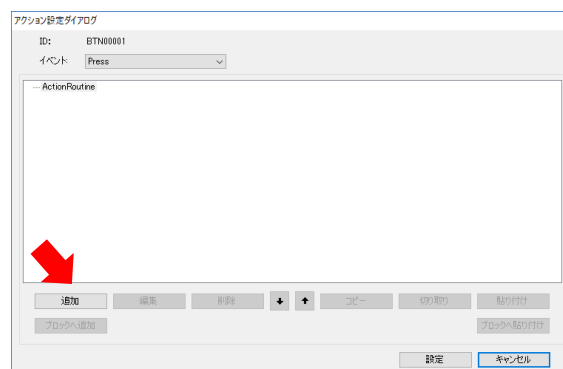 アクション設定ダイアログ
ID: BTN00001
イベント Press
ActionRoutine
追加 編集 削除 コピー 切り取り 貼り付け
ブロックへ追加 ブロックへ貼り付け
設定 キャンセル